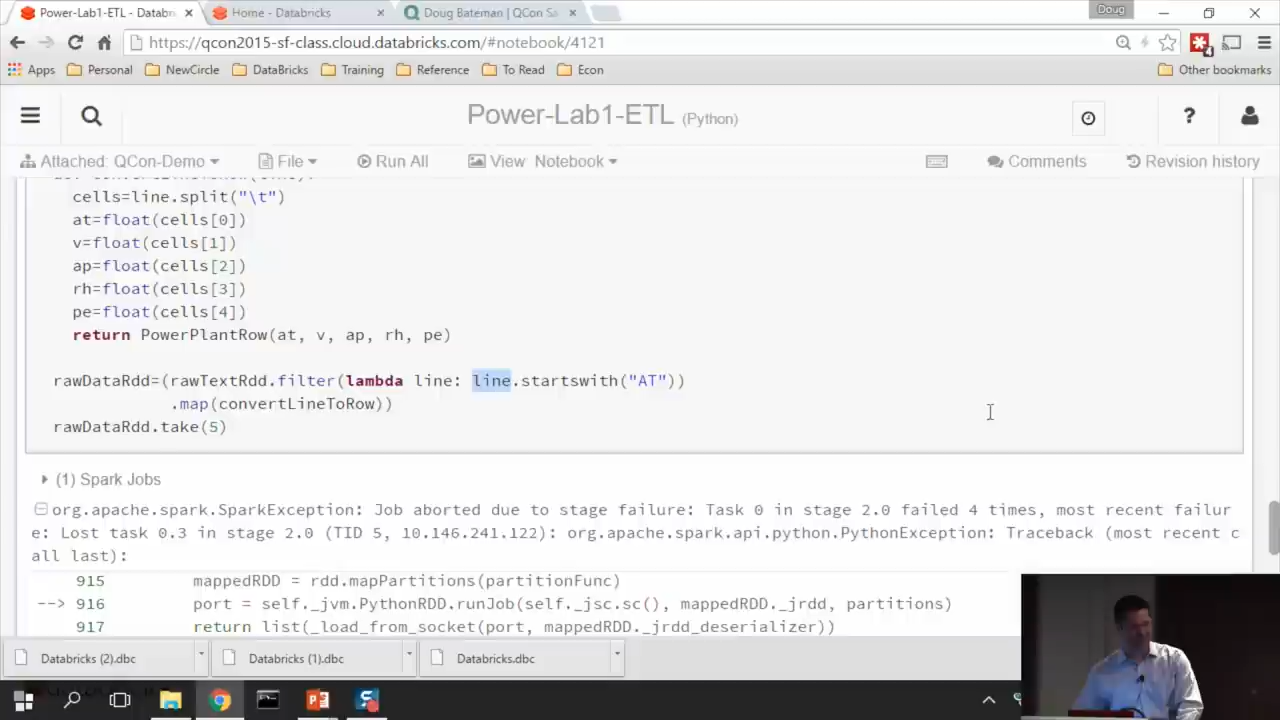 Power-Lab1-ETL - Datab
Home - Databricks
Doug Bateman | QCon Sa
Doug
https://qcon2015-sf-class.cloud.databricks.com/#notebook/4121
Apps Personal NewCircle DataBricks Training Reference To Read Econ Other bookmarks
Power-Lab1-ETL (Python)
?
Attached: QCon-Demo File Run All View Notebook Comments Revision history
cells=line.split("\t")
at=float(cells[0])
v=float(cells[1])
ap=float(cells[2])
rh=float(cells[3])
pe=float(cells[4])
return PowerPlantRow(at, v, ap, rh, pe)
rawDataRdd=(rawTextRdd.filter(lambda line: line.startswith("AT"))
.map(convertLineToRow))
rawDataRdd.take(5)
(1) Spark Jobs
org.apache.spark.SparkException: Job aborted due to stage failure: Task 0 in stage 2.0 failed 4 times, most recent failur
e: Lost task 0.3 in stage 2.0 (TID 5, 10.146.241.122): org.apache.spark.api.python.PythonException: Traceback (most recent c
all last):
915 mappedRDD = rdd.mapPartitions(partitionFunc)
--> 916 port = self._jvm.PythonRDD.runJob(self._jsc.sc(), mappedRDD._jrdd, partitions)
917 return list(_load_from_socket(port, mappedRDD._jrdd_deserializer))
Databricks (2).dbc
Databricks (1).dbc
Databricks.dbc